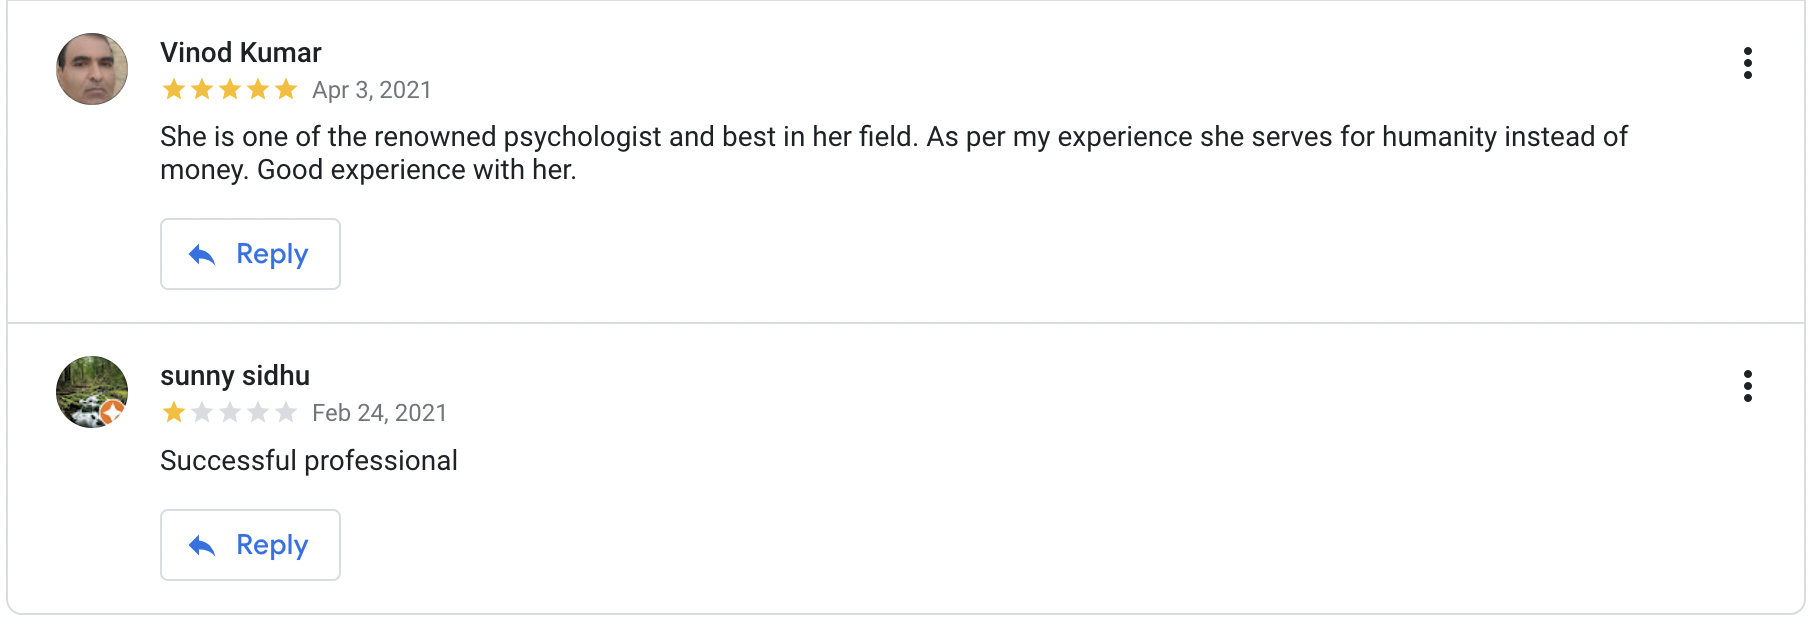 Vinod Kumar
Apr 3, 2021
She is one of the renowned psychologist and best in her field. As per my experience she serves for humanity instead of
money. Good experience with her.
Reply
sunny sidhu
Feb 24, 2021
Successful professional
Reply